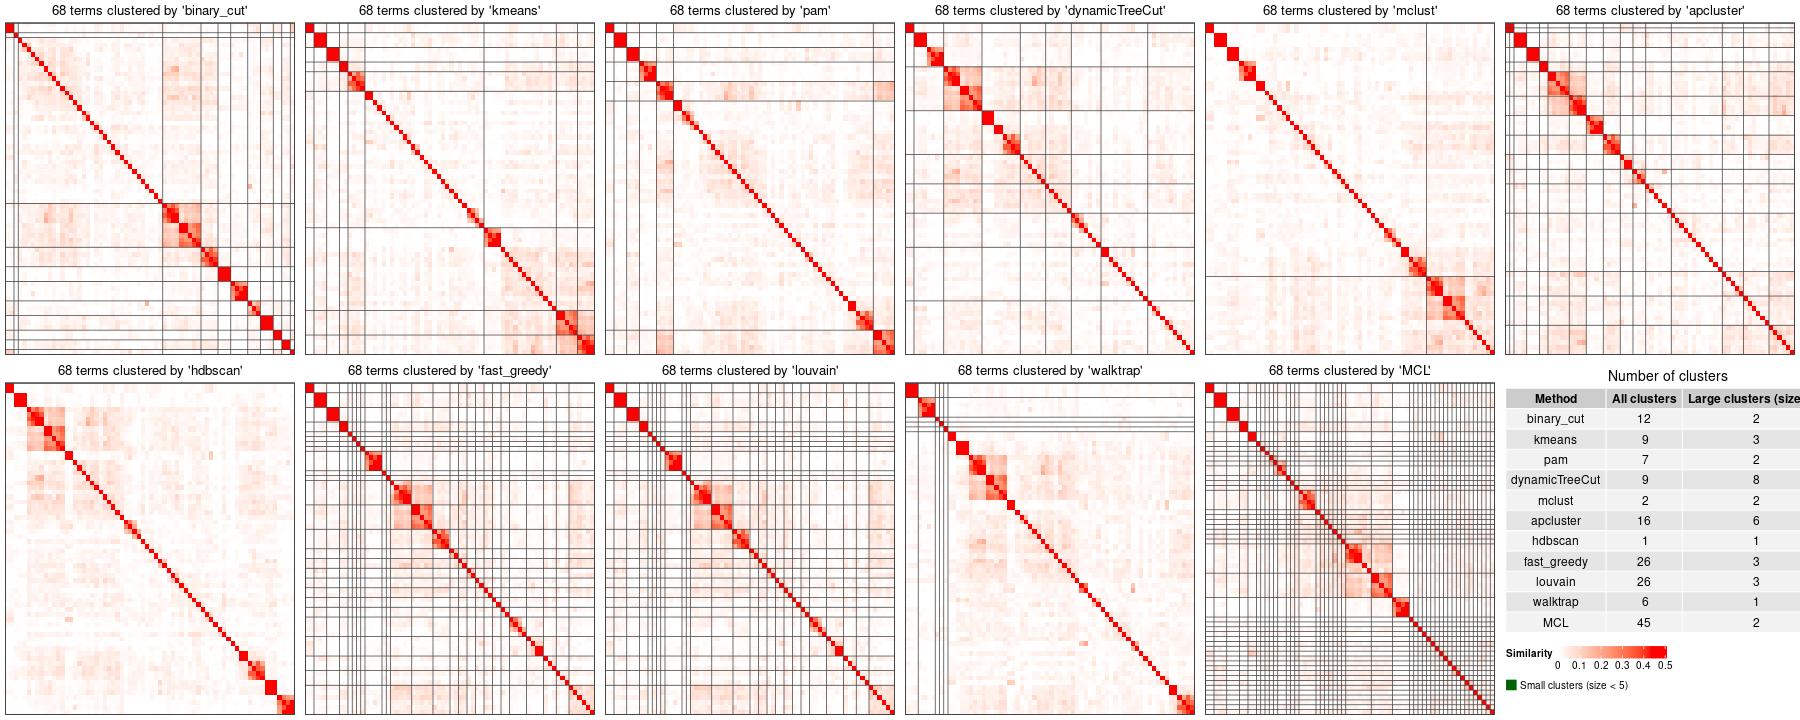 68 terms clustered by 'binary_cut'
68 terms clustered by 'kmeans'
68 terms clustered by 'pam'
68 terms clustered by 'dynamicTreeCut'
68 terms clustered by 'mclust'
68 terms clustered by 'apcluster'
68 terms clustered by 'hdbscan'
68 terms clustered by 'fast_greedy'
68 terms clustered by 'louvain'
68 terms clustered by 'walktrap'
68 terms clustered by 'MCL'
Number of clusters
Method All clusters Large clusters (size
binary_cut 12 2
kmeans 9 3
pam 7 2
dynamicTreeCut 9 8
mclust 2 2
apcluster 16 6
hdbscan 1 1
fast_greedy 26 3
louvain 26 3
walktrap 6 1
MCL 45 2
Similarity
0 0.1 0.2 0.3 0.4 0.5
Small clusters (size < 5)